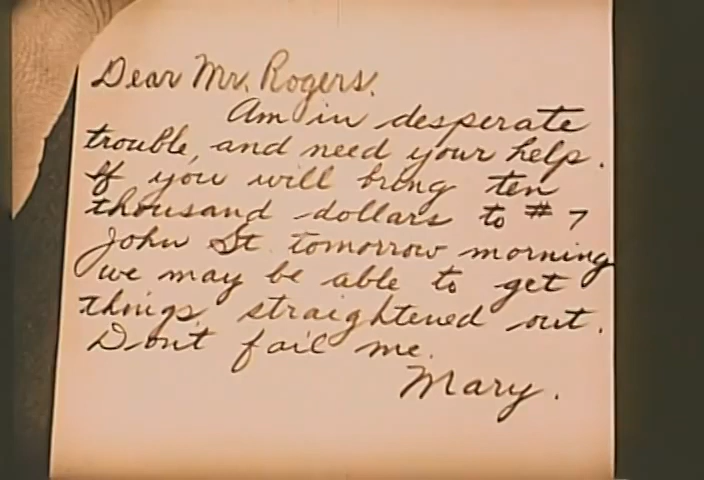 Dear Mr. Rogers.
Am in desperate
trouble, and need your help.
If you will bring ten
thousand dollars to # 7
John St. tomorrow morning
we may be able to get
things straightened out.
Don't fail me.
Mary.